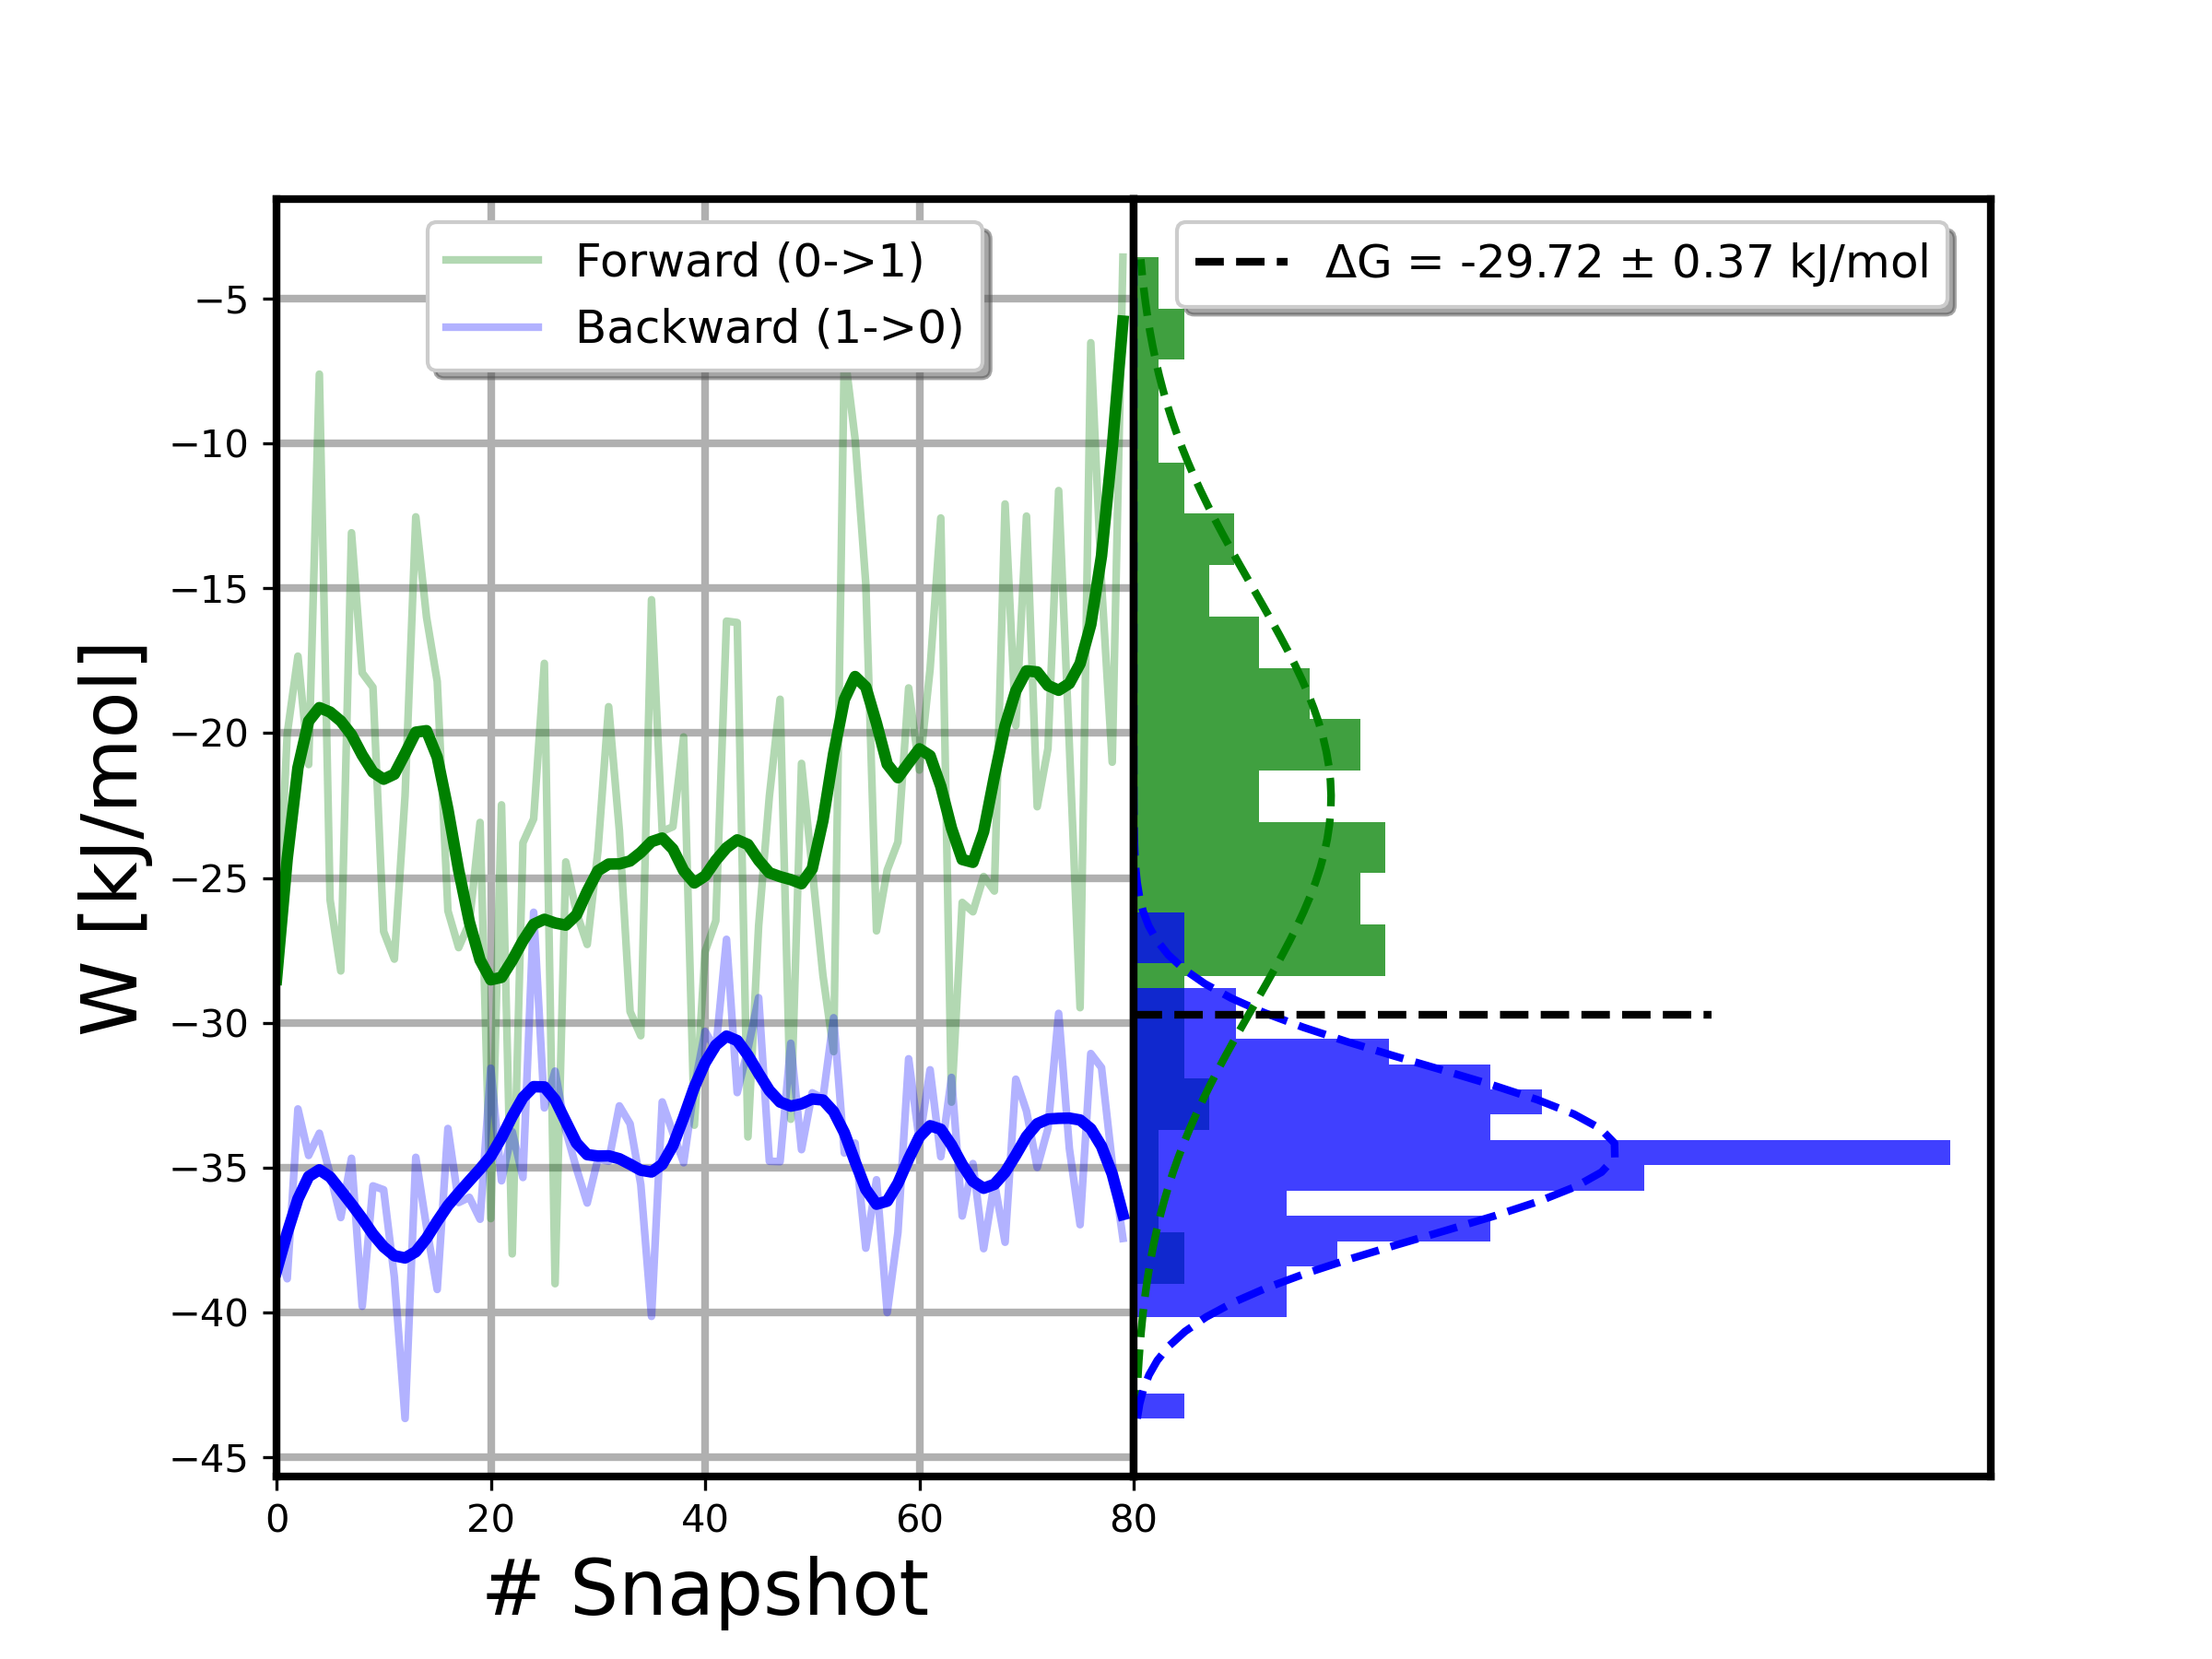 Forward (0->1)
Backward (1->0)
ΔG = -29.72 ± 0.37 kJ/mol
W [kJ/mol]
−5
−10
−15
−20
−25
−30
−35
−40
−45
0 20 40 60 80
# Snapshot